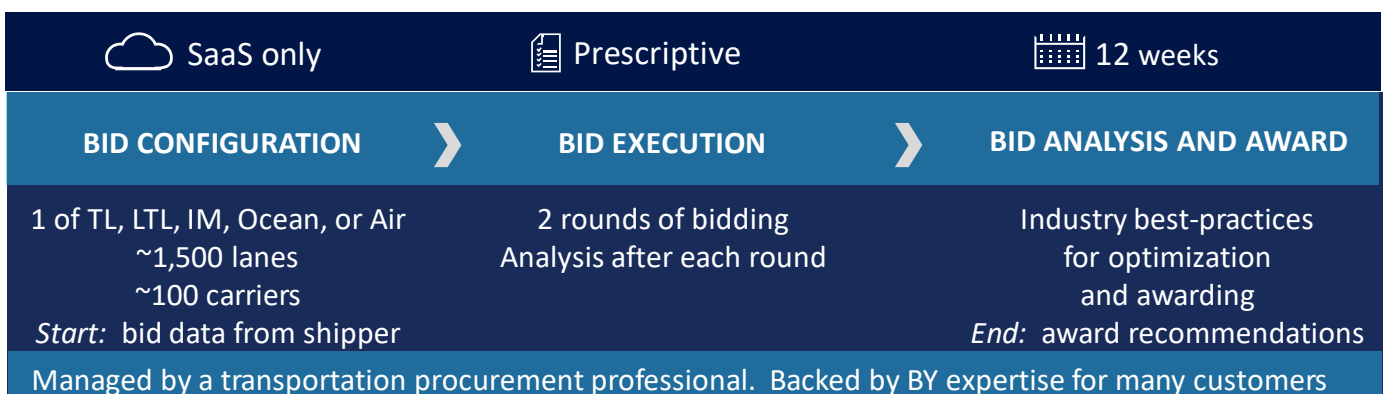 SaaS only
Prescriptive
12 weeks
BID CONFIGURATION
BID EXECUTION
BID ANALYSIS AND AWARD
1 of TL, LTL, IM, Ocean, or Air
~1,500 lanes
~100 carriers
Start: bid data from shipper
2 rounds of bidding
Analysis after each round
Industry best-practices
for optimization
and awarding
End: award recommendations
Managed by a transportation procurement professional. Backed by BY expertise for many customers